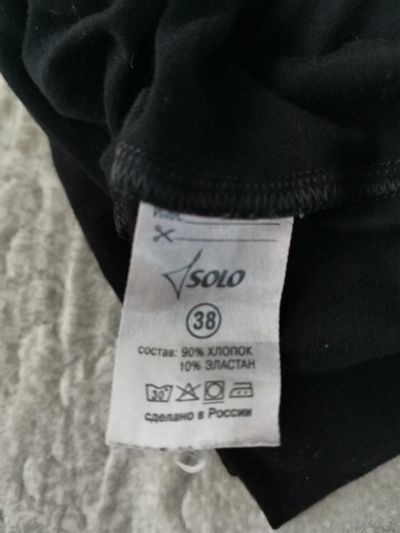 SOLO
38
состав: 90% ХЛОПОК
10% ЭЛАСТАН
30°
сделано в России